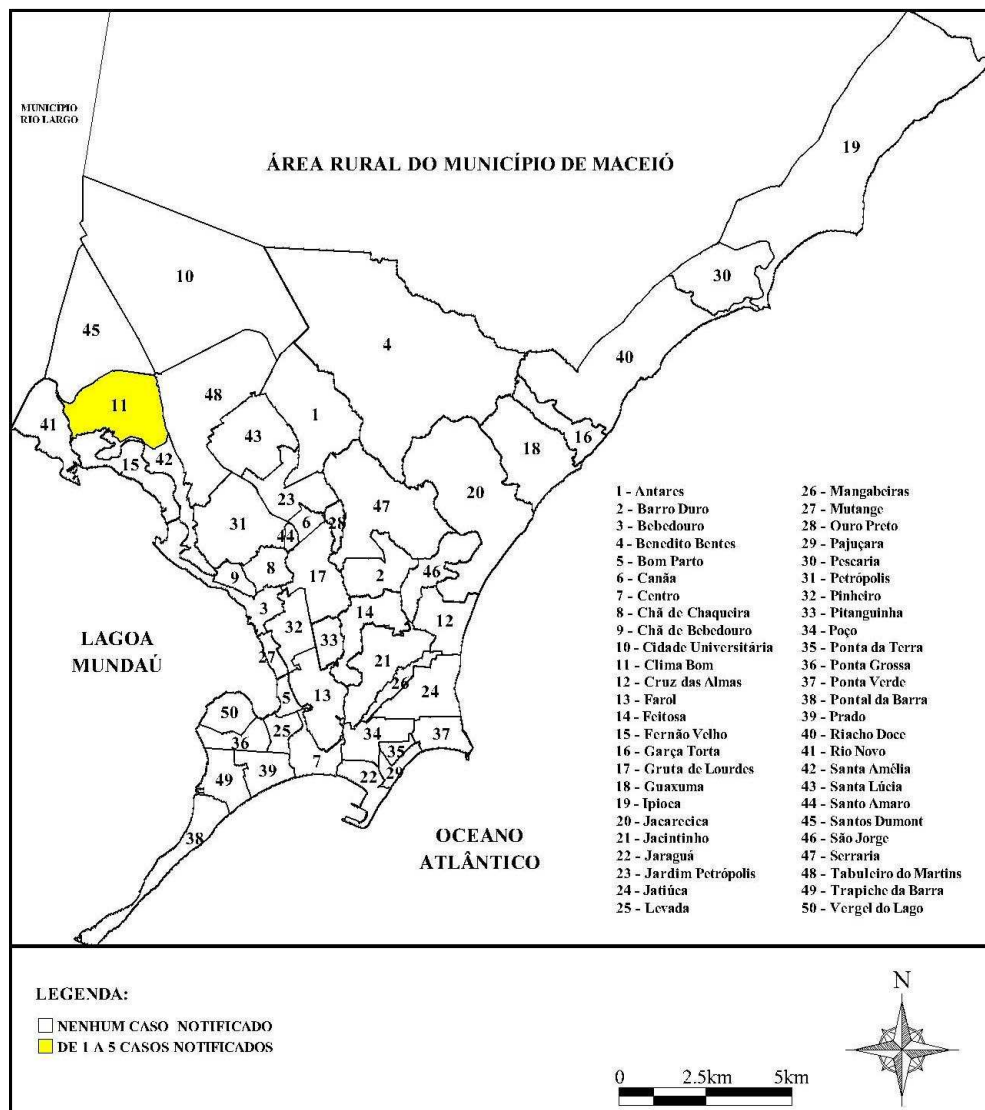 MUNICÍPIO
RIO LARGO
ÁREA RURAL DO MUNICÍPIO DE MACEIÓ
19
30
10
40
45
4
48
11
1
41
43
18
16
15
42
20
23
47
31
6
28
44
46
9
8
17
2
3
14
12
32
33
27
21
26
24
5
13
50
25
34
37
36
35
7
29
49
39
22
38
LAGOA
MUNDAÚ
OCEANO
ATLÂNTICO
1 - Antares
2 - Barro Duro
3 - Bebedouro
4 - Benedito Bentes
5 - Bom Parto
6 - Canãa
7 - Centro
8 - Chã de Chaqueira
9 - Chã de Bebedouro
10 - Cidade Universitária
11 - Clima Bom
12 - Cruz das Almas
13 - Farol
14 - Feitosa
15 - Fernão Velho
16 - Garça Torta
17 - Gruta de Lourdes
18 - Guaxuma
19 - Ipioca
20 - Jacarecica
21 - Jacintinho
22 - Jaraguá
23 - Jardim Petrópolis
24 - Jatiúca
25 - Levada
26 - Mangabeiras
27 - Mutange
28 - Ouro Preto
29 - Pajuçara
30 - Pescaria
31 - Petrópolis
32 - Pinheiro
33 - Pitanguinha
34 - Poço
35 - Ponta da Terra
36 - Ponta Grossa
37 - Ponta Verde
38 - Pontal da Barra
39 - Prado
40 - Riacho Doce
41 - Rio Novo
42 - Santa Amélia
43 - Santa Lúcia
44 - Santo Amaro
45 - Santos Dumont
46 - São Jorge
47 - Serraria
48 - Tabuleiro do Martins
49 - Trapiche da Barra
50 - Vergel do Lago
LEGENDA:
NENHUM CASO NOTIFICADO
DE 1 A 5 CASOS NOTIFICADOS
0 2.5km 5km
N